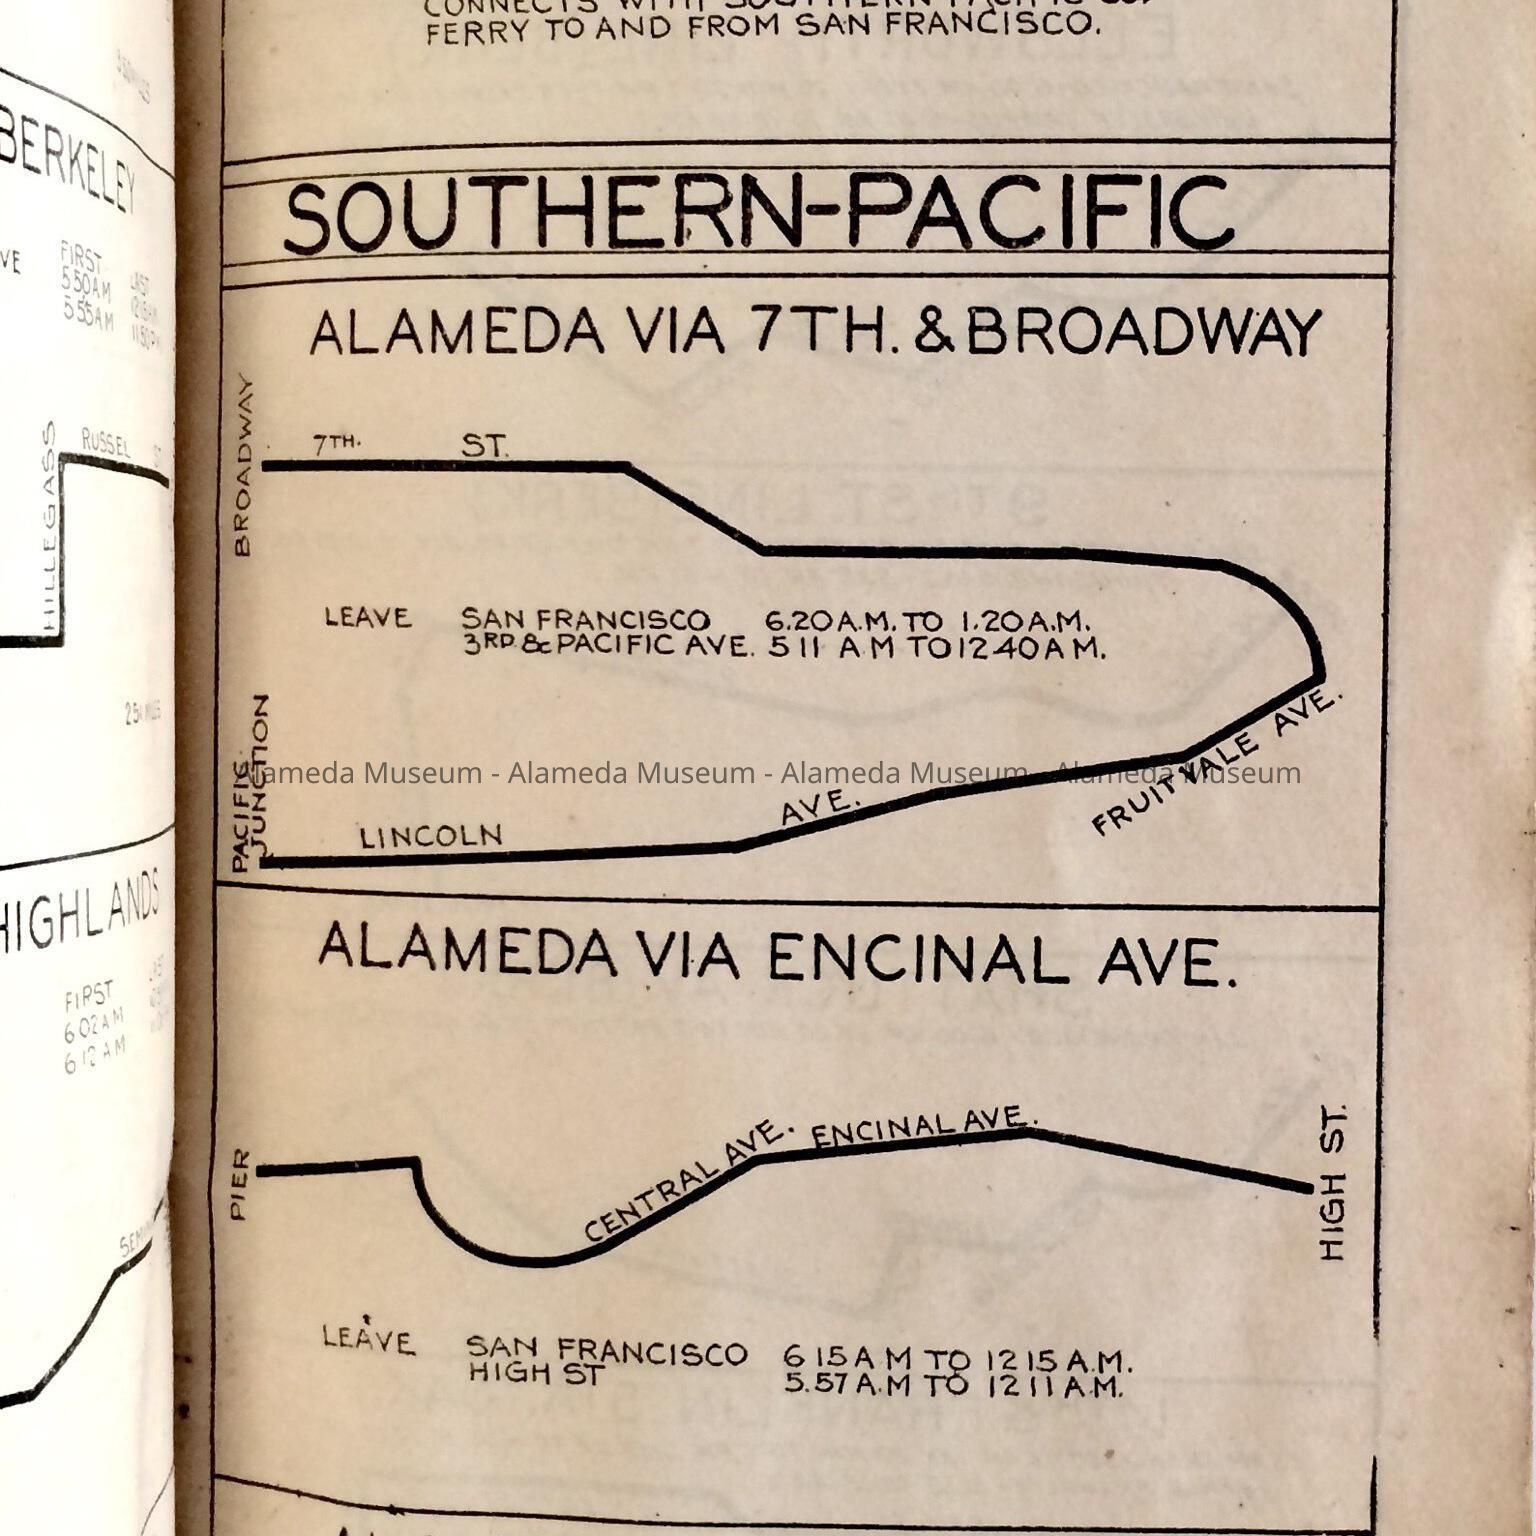 BERKELEY
FIRST
5 50 AM
5 55 AM
RUSSEL ST
HILLEGASS
HIGHLANDS
FIRST
6 02 AM
6 12 AM
FERRY TO AND FROM SAN FRANCISCO.
SOUTHERN-PACIFIC
ALAMEDA VIA 7TH. & BROADWAY
BROADWAY
7TH. ST.
LEAVE SAN FRANCISCO 6.20 A.M. TO 1.20 A.M.
3RD & PACIFIC AVE. 5 11 A M TO 12 40 A M.
FRUITVALE AVE.
PACIFIC
JUNCTION
Alameda Museum - Alameda Museum - Alameda Museum - Alameda Museum
LINCOLN AVE.
ALAMEDA VIA ENCINAL AVE.
PIER
CENTRAL AVE. ENCINAL AVE.
HIGH ST.
LEAVE SAN FRANCISCO 6 15 A M TO 12 15 A.M.
HIGH ST 5.57 A.M TO 12 11 A.M.